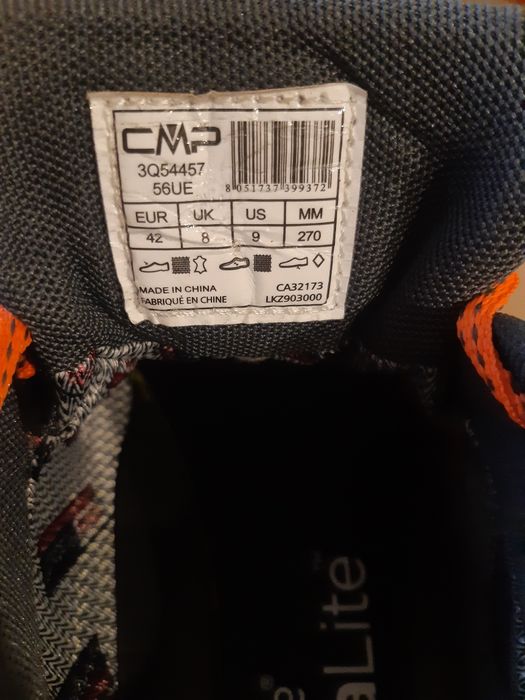 CMP
3Q54457
56UE
8 051737 399372
EUR UK US MM
42 8 9 270
MADE IN CHINA CA32173
FABRIQUÉ EN CHINE LKZ903000
aLite™
e